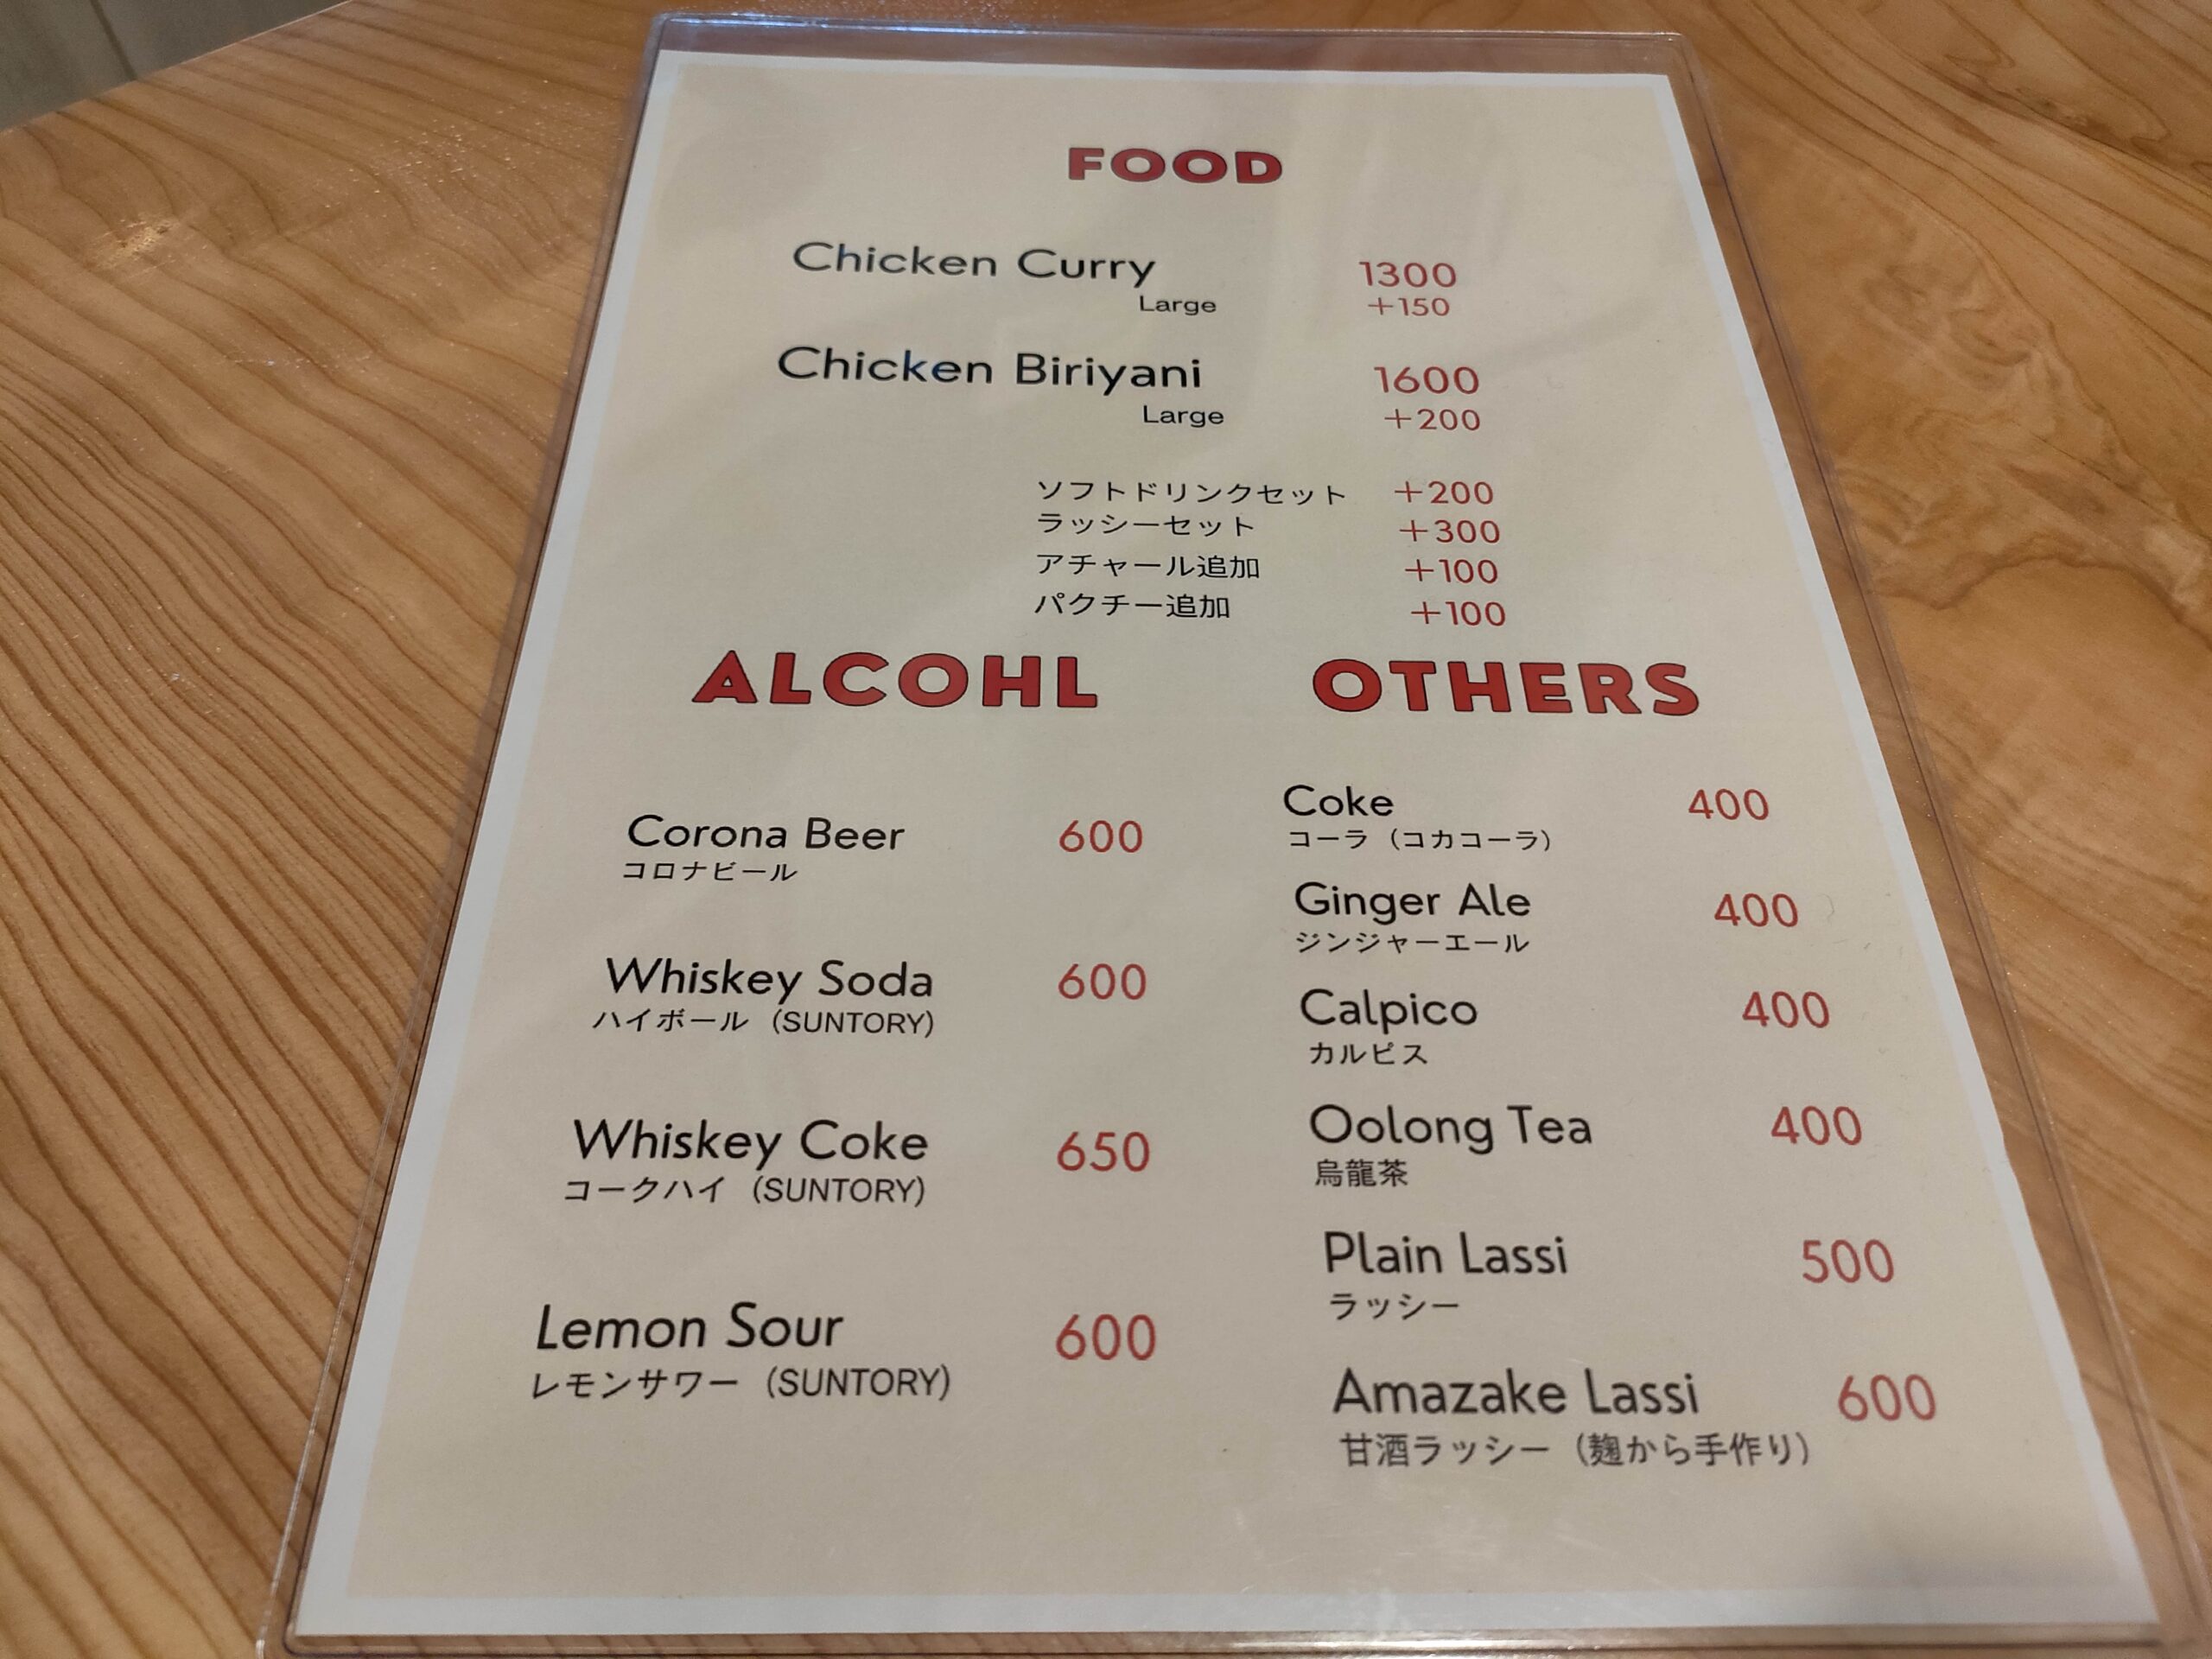 FOOD
Chicken Curry 1300
Large +150
Chicken Biriyani 1600
Large +200
ソフトドリンクセット +200
ラッシーセット +300
アチャール追加 +100
パクチー追加 +100
ALCOHL
Corona Beer 600
コロナビール
Whiskey Soda 600
ハイボール（SUNTORY）
Whiskey Coke 650
コークハイ（SUNTORY）
Lemon Sour 600
レモンサワー（SUNTORY）
OTHERS
Coke 400
コーラ（コカコーラ）
Ginger Ale 400
ジンジャーエール
Calpico 400
カルピス
Oolong Tea 400
烏龍茶
Plain Lassi 500
ラッシー
Amazake Lassi 600
甘酒ラッシー（麹から手作り）